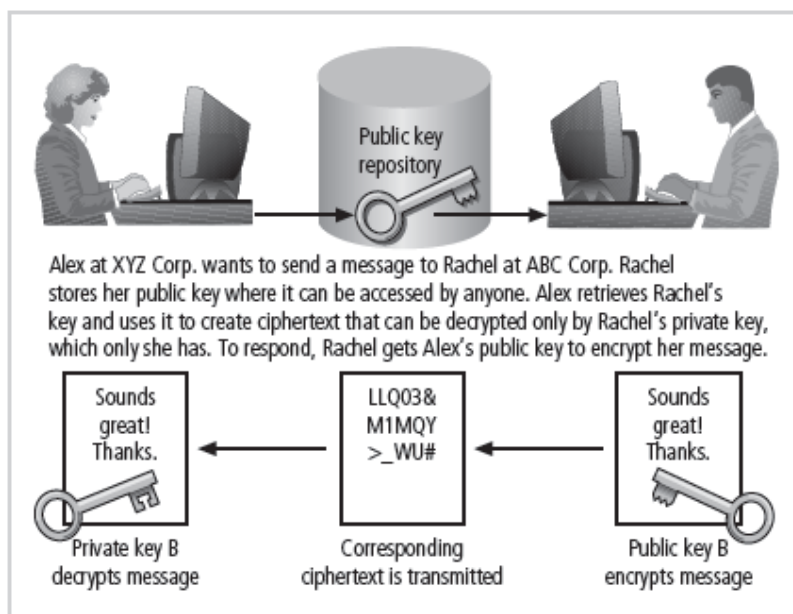 Public key
repository
Alex at XYZ Corp. wants to send a message to Rachel at ABC Corp. Rachel
stores her public key where it can be accessed by anyone. Alex retrieves Rachel's
key and uses it to create ciphertext that can be decrypted only by Rachel's private key,
which only she has. To respond, Rachel gets Alex's public key to encrypt her message.
Sounds
great!
Thanks.
LLQ03&
M1MQY
>_WU#
Sounds
great!
Thanks.
Private key B
decrypts message
Corresponding
ciphertext is transmitted
Public key B
encrypts message